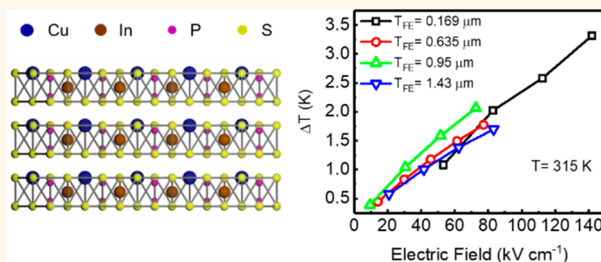 Cu In P S
T_FE = 0.169 μm
T_FE = 0.635 μm
T_FE = 0.95 μm
T_FE = 1.43 μm
ΔT (K)
3.5
3.0
2.5
2.0
1.5
1.0
0.5
T= 315 K
0 20 40 60 80 100 120 140
Electric Field (kV cm⁻¹)